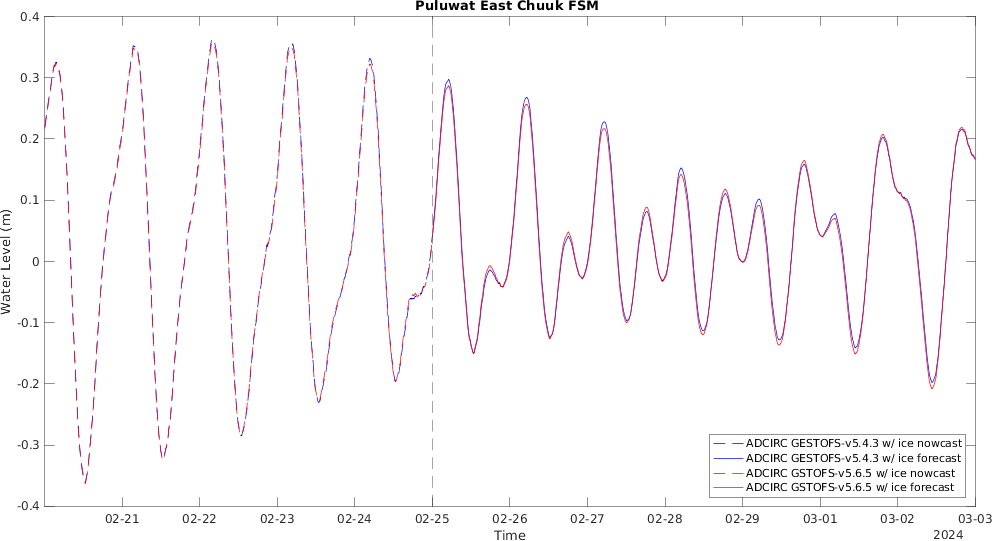 Puluwat East Chuuk FSM
0.4
0.3
0.2
0.1
0
-0.1
-0.2
-0.3
-0.4
Water Level (m)
ADCIRC GESTOFS-v5.4.3 w/ ice nowcast
ADCIRC GESTOFS-v5.4.3 w/ ice forecast
ADCIRC GSTOFS-v5.6.5 w/ ice nowcast
ADCIRC GSTOFS-v5.6.5 w/ ice forecast
02-21 02-22 02-23 02-24 02-25 02-26 02-27 02-28 02-29 03-01 03-02 03-03
Time
2024